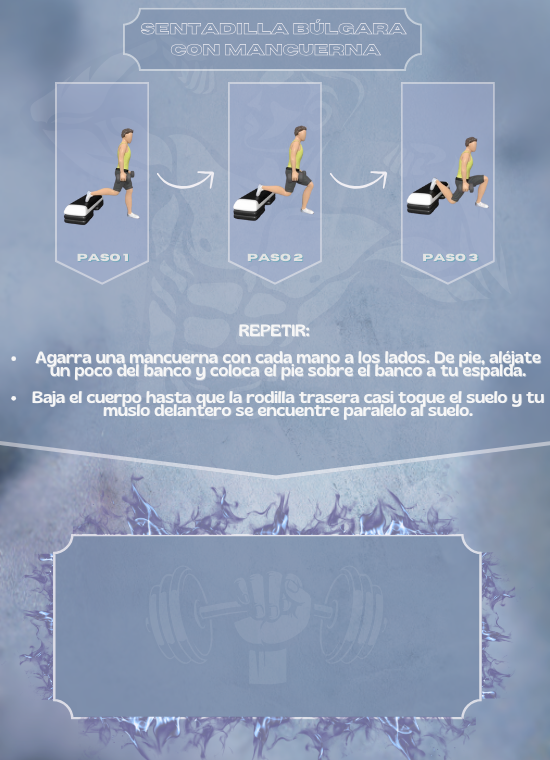 SENTADILLA BÚLGARA
CON MANCUERNA
PASO 1
PASO 2
PASO 3
REPETIR:
• Agarra una mancuerna con cada mano a los lados. De pie, aléjate
un poco del banco y coloca el pie sobre el banco a tu espalda.
• Baja el cuerpo hasta que la rodilla trasera casi toque el suelo y tu
muslo delantero se encuentre paralelo al suelo.